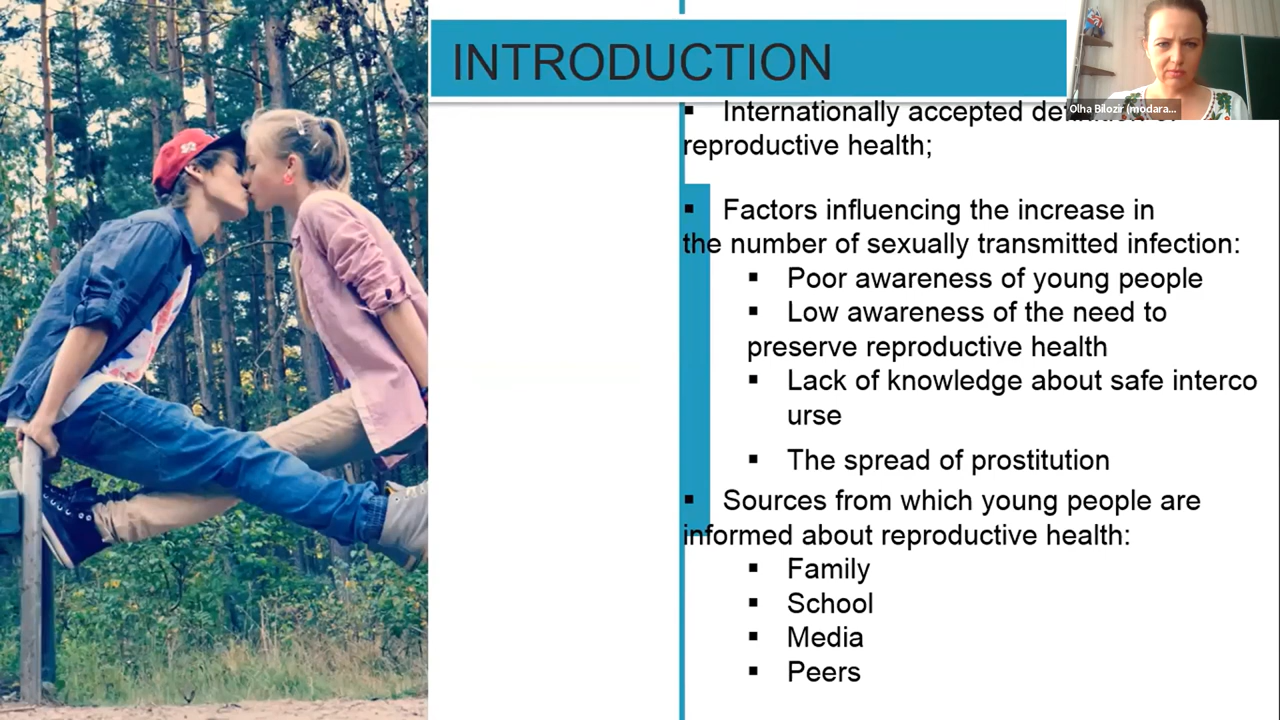 INTRODUCTION
Olha Bilozir (modara...
▪ Internationally accepted definition of
reproductive health;
▪ Factors influencing the increase in
the number of sexually transmitted infection:
▪ Poor awareness of young people
▪ Low awareness of the need to
preserve reproductive health
▪ Lack of knowledge about safe interco
urse
▪ The spread of prostitution
▪ Sources from which young people are
informed about reproductive health:
▪ Family
▪ School
▪ Media
▪ Peers